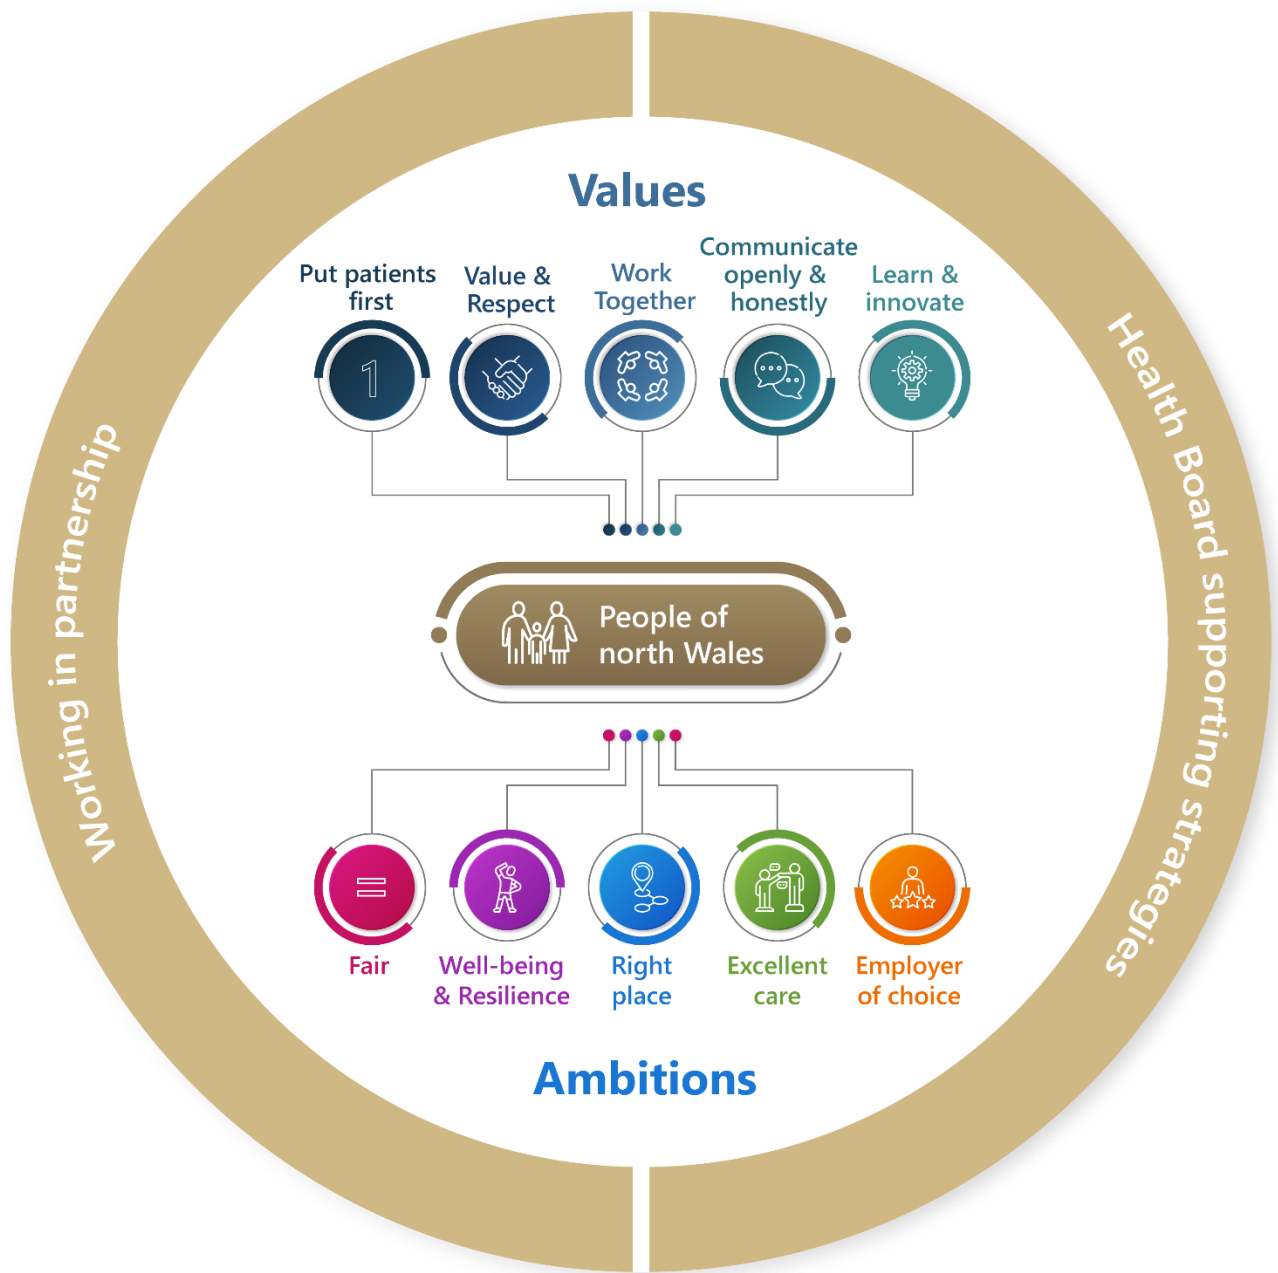 Values
Put patients
first
Value &
Respect
Work
Together
Communicate
openly &
honestly
Learn &
innovate
1
Working in partnership
People of
north Wales
Health Board supporting strategies
=
Fair
Well-being
& Resilience
Right
place
Excellent
care
Employer
of choice
Ambitions